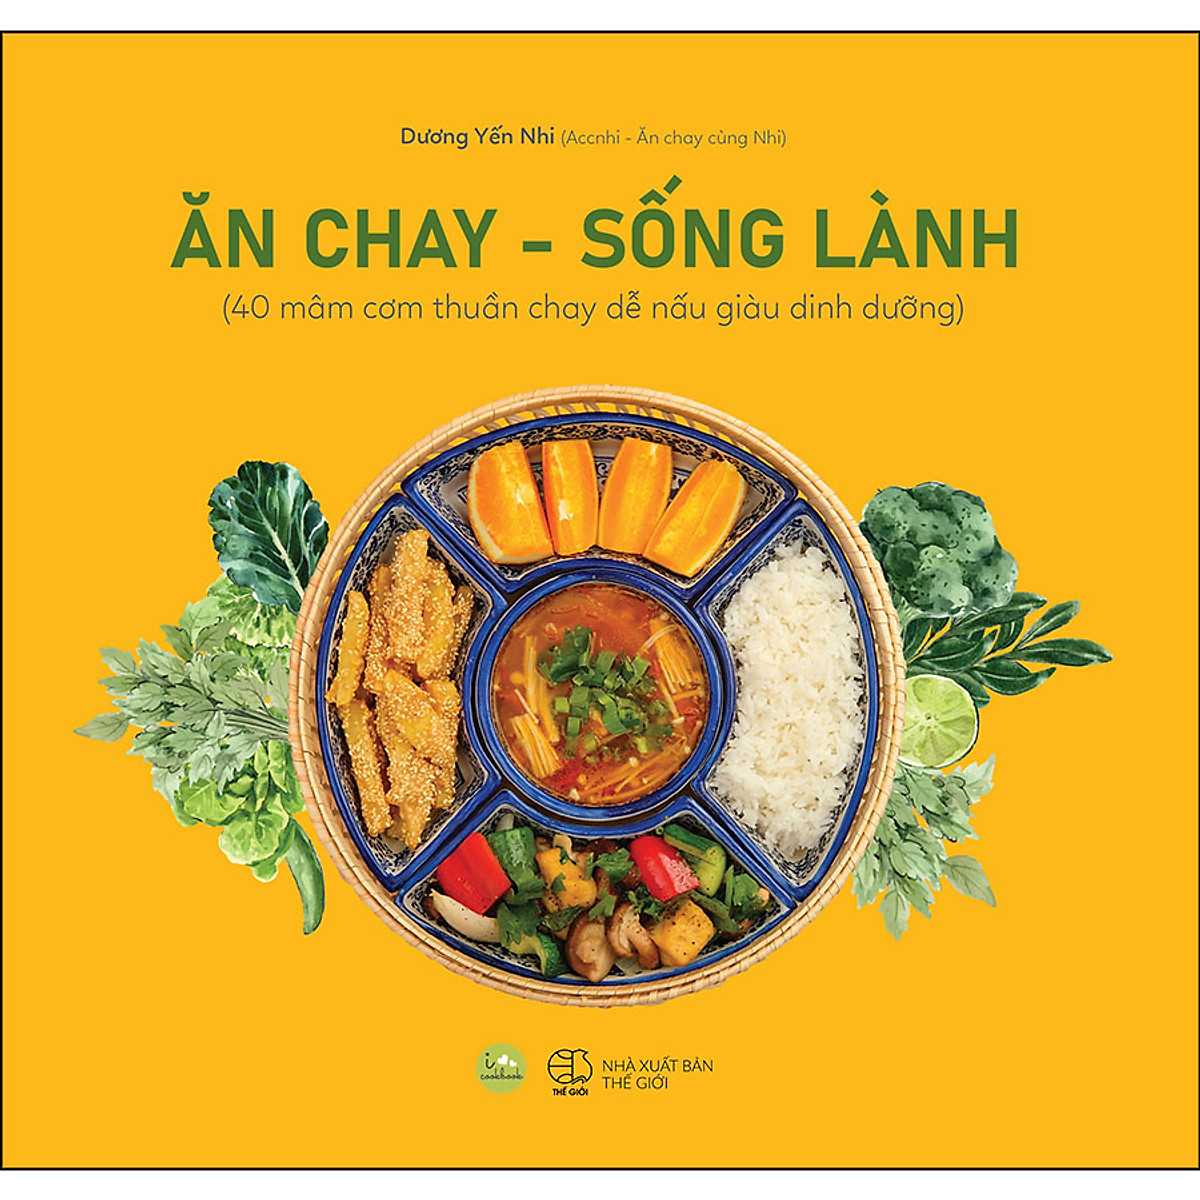 Dương Yến Nhi (Accnhi - Ăn chay cùng Nhi)
ĂN CHAY - SỐNG LÀNH
(40 mâm cơm thuần chay dễ nấu giàu dinh dưỡng)
i
cookbook
THẾ GIỚI
NHÀ XUẤT BẢN
THẾ GIỚI